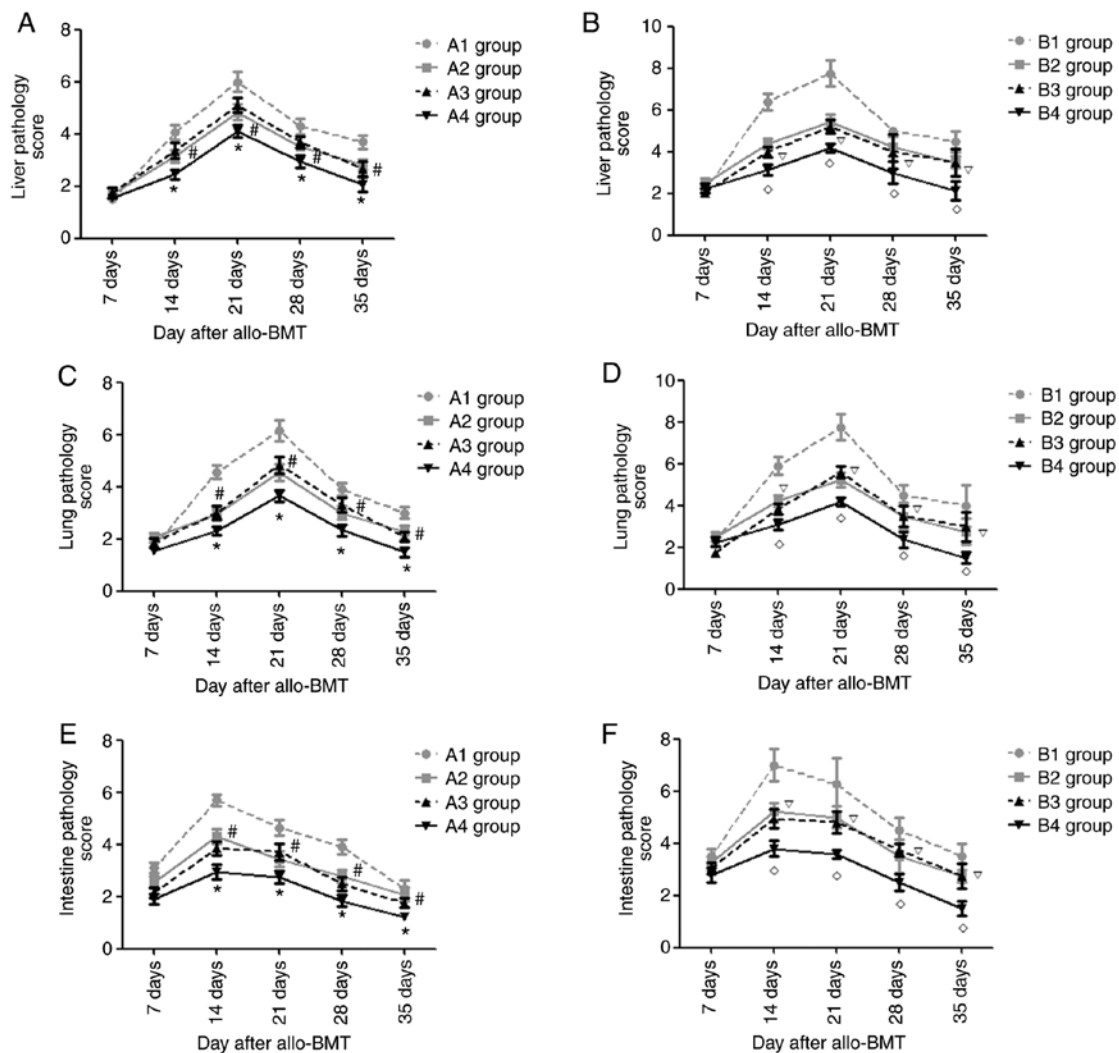 A
Liver pathology
score
8
6
4
2
0
7 days
14 days
21 days
28 days
35 days
Day after allo-BMT
A1 group
A2 group
A3 group
A4 group
#
#
#
#
*
*
*
*
B
Liver pathology
score
10
8
6
4
2
0
7 days
14 days
21 days
28 days
35 days
Day after allo-BMT
B1 group
B2 group
B3 group
B4 group
C
Lung pathology
score
8
6
4
2
0
7 days
14 days
21 days
28 days
35 days
Day after allo-BMT
A1 group
A2 group
A3 group
A4 group
#
#
#
#
*
*
*
*
D
Lung pathology
score
10
8
6
4
2
0
7 days
14 days
21 days
28 days
35 days
Day after allo-BMT
B1 group
B2 group
B3 group
B4 group
E
Intestine pathology
score
8
6
4
2
0
7 days
14 days
21 days
28 days
35 days
Day after allo-BMT
A1 group
A2 group
A3 group
A4 group
#
#
#
#
*
*
*
*
F
Intestine pathology
score
8
6
4
2
0
7 days
14 days
21 days
28 days
35 days
Day after allo-BMT
B1 group
B2 group
B3 group
B4 group